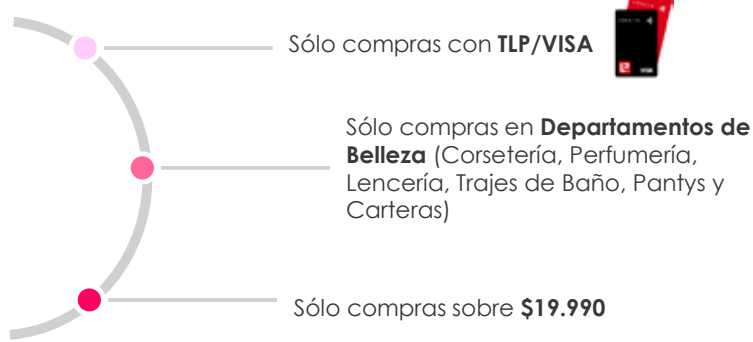 Sólo compras con TLP/VISA
VISA
Sólo compras en Departamentos de
Belleza (Corsetería, Perfumería,
Lencería, Trajes de Baño, Pantys y
Carteras)
Sólo compras sobre $19.990